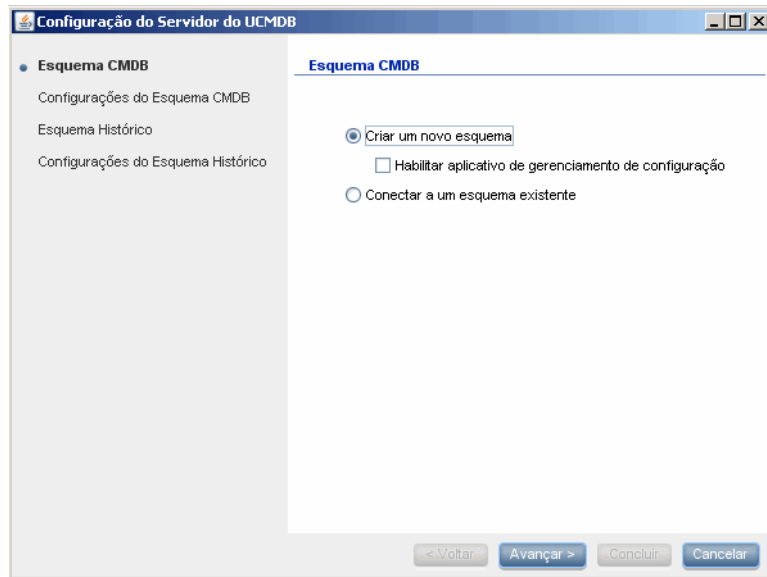 Configuração do Servidor do UCMDB
Esquema CMDB
Configurações do Esquema CMDB
Esquema Histórico
Configurações do Esquema Histórico
Esquema CMDB
Criar um novo esquema
Habilitar aplicativo de gerenciamento de configuração
Conectar a um esquema existente
< Voltar Avançar > Concluir Cancelar